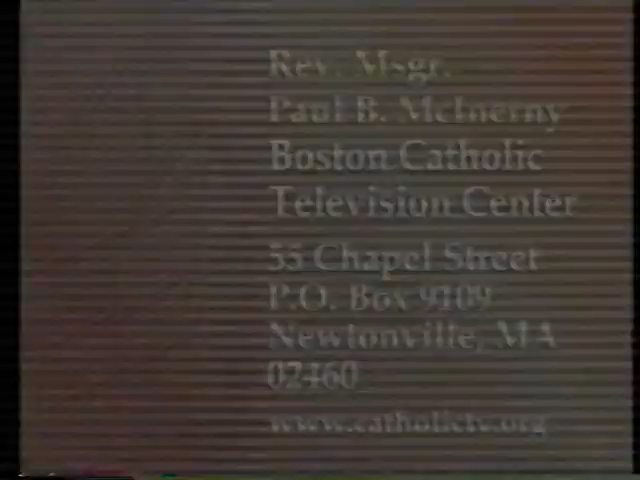 Rev. Msgr.
Paul B. McInerny
Boston Catholic
Television Center
55 Chapel Street
P.O. Box 9109
Newtonville, MA
02460
www.catholictv.org